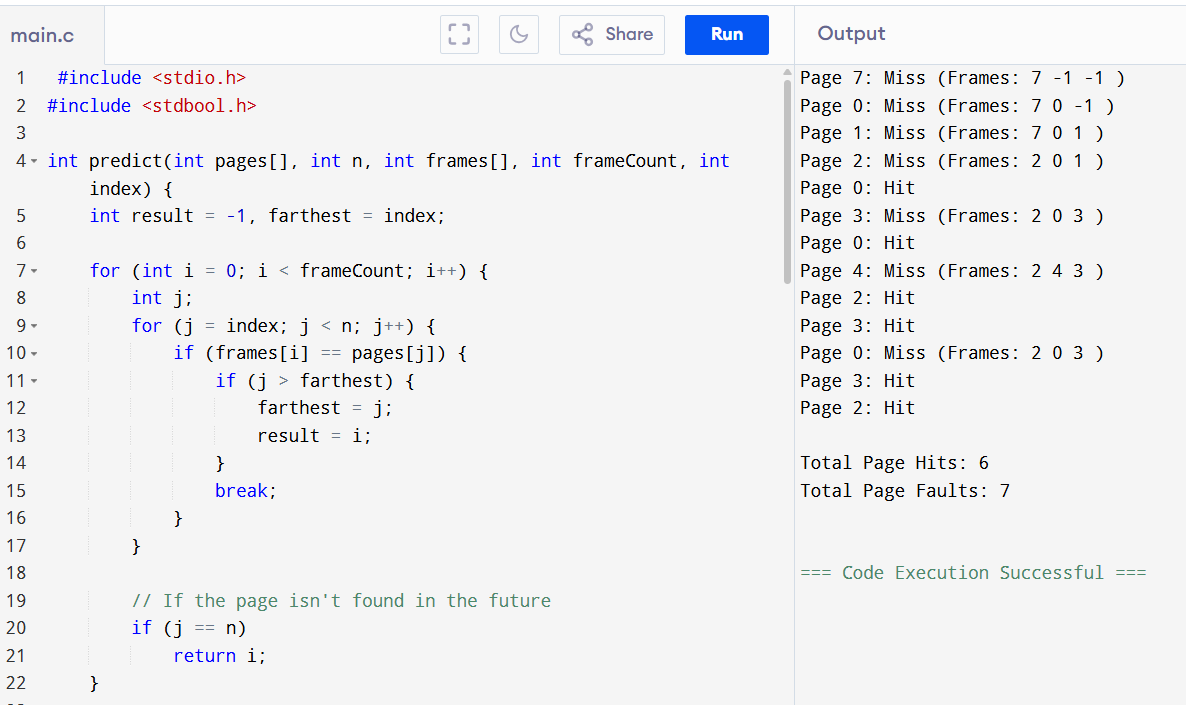 main.c
Share
Run
Output
1 #include <stdio.h>
2 #include <stdbool.h>
3
4 int predict(int pages[], int n, int frames[], int frameCount, int
index) {
5 int result = -1, farthest = index;
6
7 for (int i = 0; i < frameCount; i++) {
8 int j;
9 for (j = index; j < n; j++) {
10 if (frames[i] == pages[j]) {
11 if (j > farthest) {
12 farthest = j;
13 result = i;
14 }
15 break;
16 }
17 }
18
19 // If the page isn't found in the future
20 if (j == n)
21 return i;
22 }
Page 7: Miss (Frames: 7 -1 -1 )
Page 0: Miss (Frames: 7 0 -1 )
Page 1: Miss (Frames: 7 0 1 )
Page 2: Miss (Frames: 2 0 1 )
Page 0: Hit
Page 3: Miss (Frames: 2 0 3 )
Page 0: Hit
Page 4: Miss (Frames: 2 4 3 )
Page 2: Hit
Page 3: Hit
Page 0: Miss (Frames: 2 0 3 )
Page 3: Hit
Page 2: Hit
Total Page Hits: 6
Total Page Faults: 7
=== Code Execution Successful ===